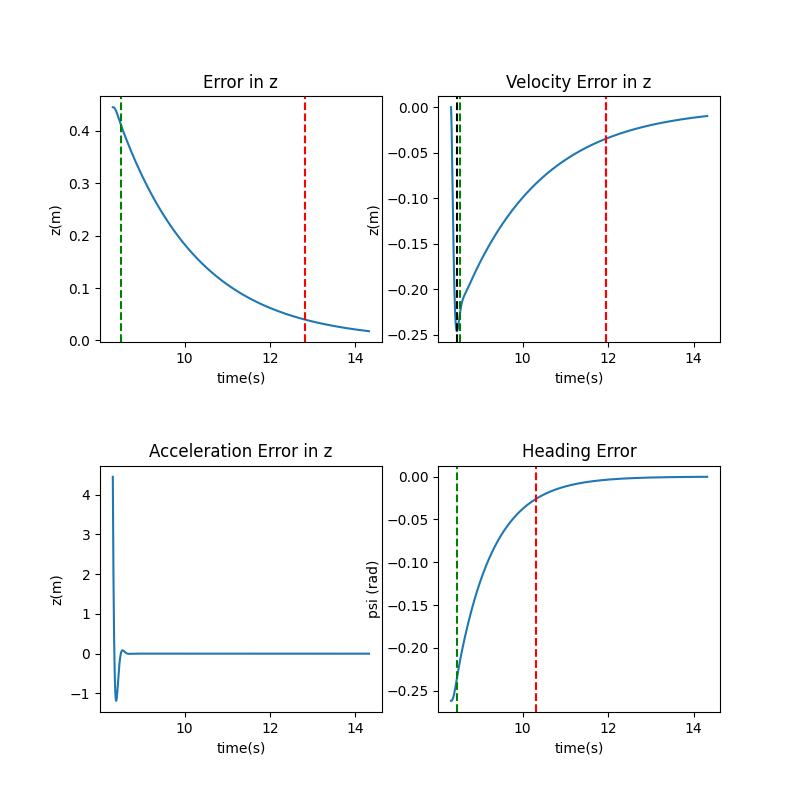 Error in z
Velocity Error in z
0.4
0.3
0.2
0.1
0.0
z(m)
10
12
14
time(s)
0.00
−0.05
−0.10
−0.15
−0.20
−0.25
z(m)
10
12
14
time(s)
Acceleration Error in z
Heading Error
4
3
2
1
0
−1
z(m)
10
12
14
time(s)
0.00
−0.05
−0.10
−0.15
−0.20
−0.25
psi (rad)
10
12
14
time(s)